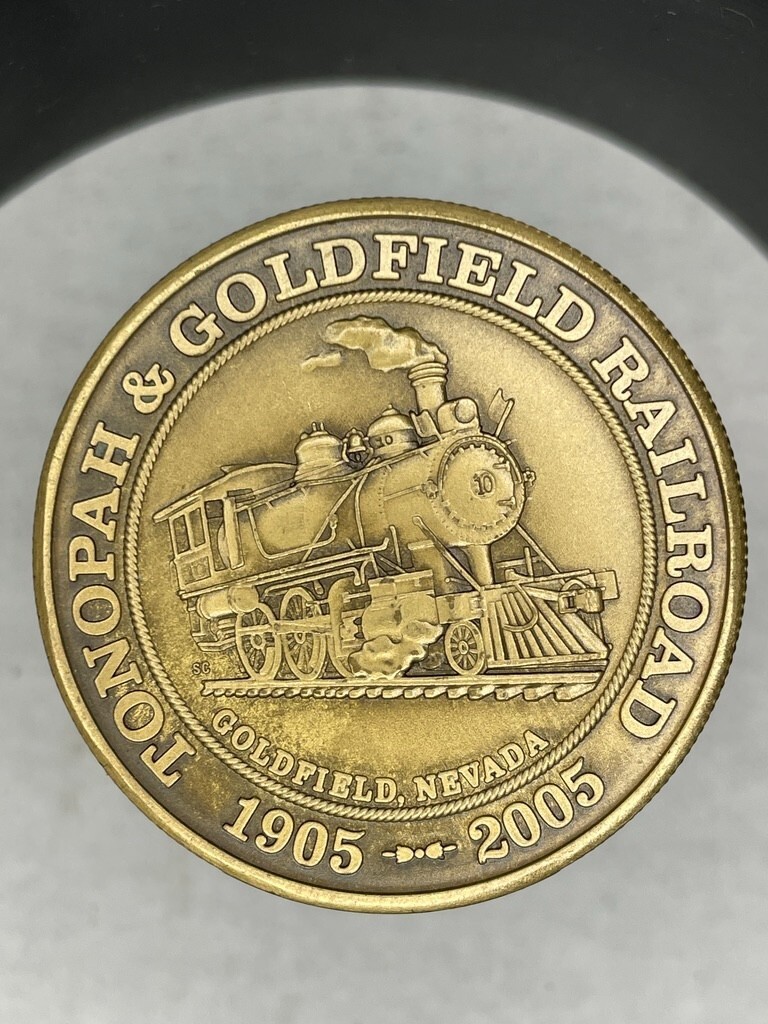 TONOPAH & GOLDFIELD RAILROAD
10
SC
GOLDFIELD, NEVADA
1905 2005